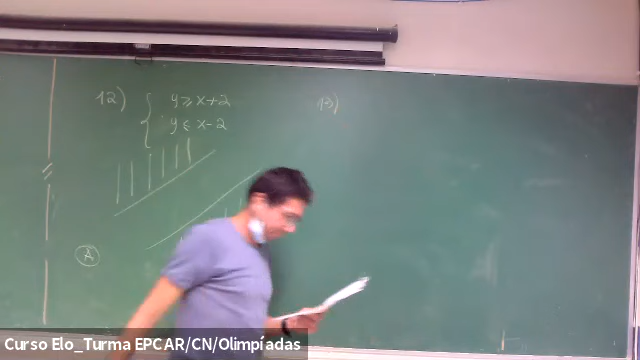 12) { y ≥ x+2
y ≤ x-2
A
13)
Curso Elo_Turma EPCAR/CN/Olimpíadas